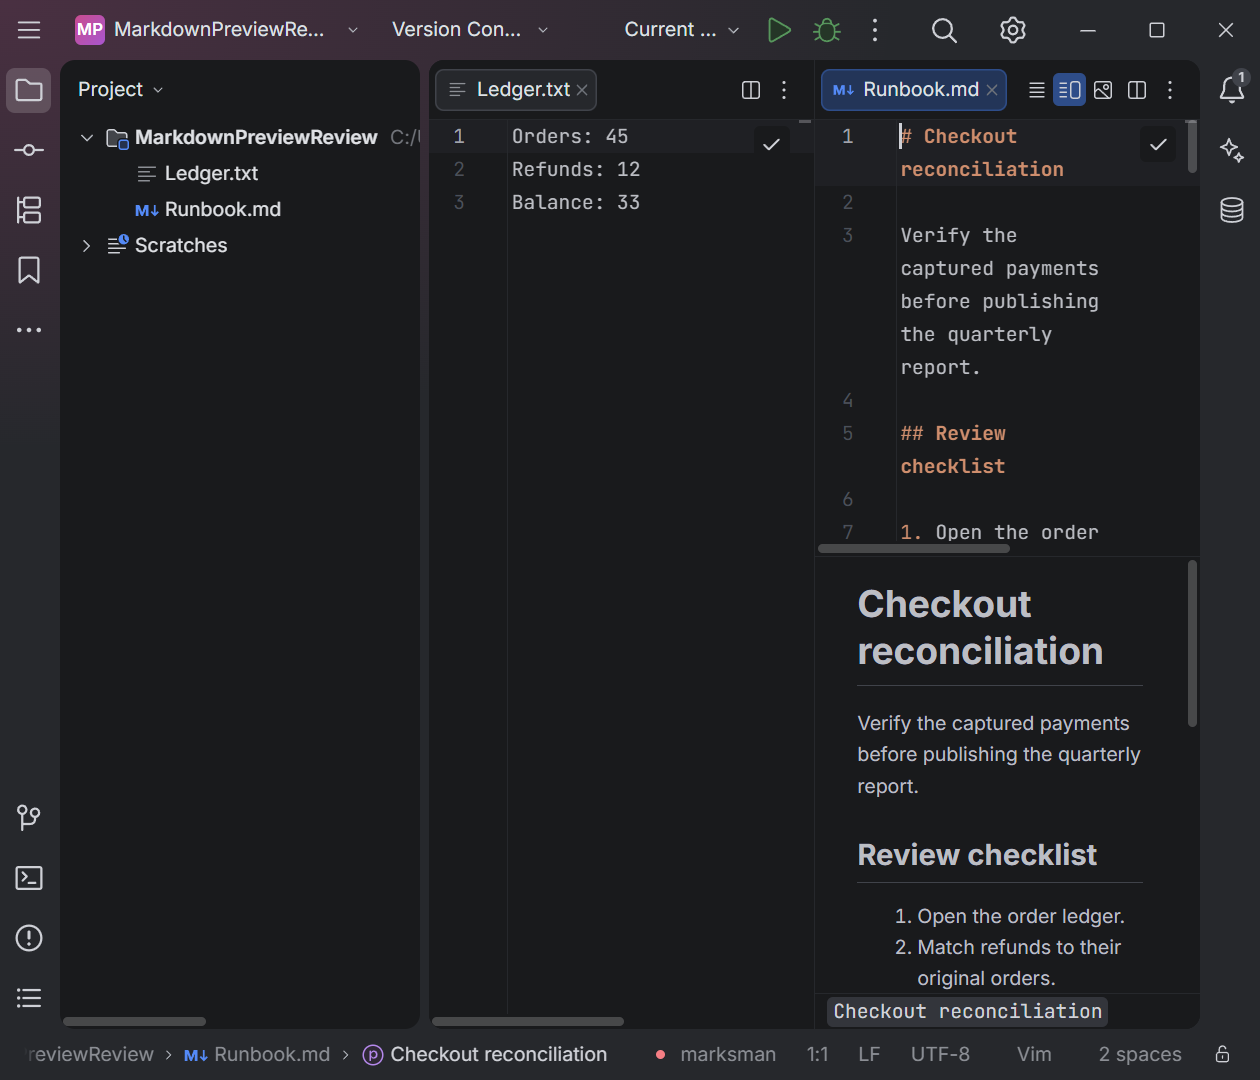 MP MarkdownPreviewRe... Version Con... Current ...
Project
MarkdownPreviewReview C:/
Ledger.txt
Runbook.md
Scratches
Ledger.txt
1 Orders: 45
2 Refunds: 12
3 Balance: 33
Runbook.md
1 # Checkout
reconciliation
2
3 Verify the
captured payments
before publishing
the quarterly
report.
4
5 ## Review
checklist
6
7 1. Open the order
Checkout
reconciliation
Verify the captured payments
before publishing the quarterly
report.
Review checklist
1. Open the order ledger.
2. Match refunds to their
original orders.
Checkout reconciliation
1
reviewReview › M↓ Runbook.md › p Checkout reconciliation marksman 1:1 LF UTF-8 Vim 2 spaces